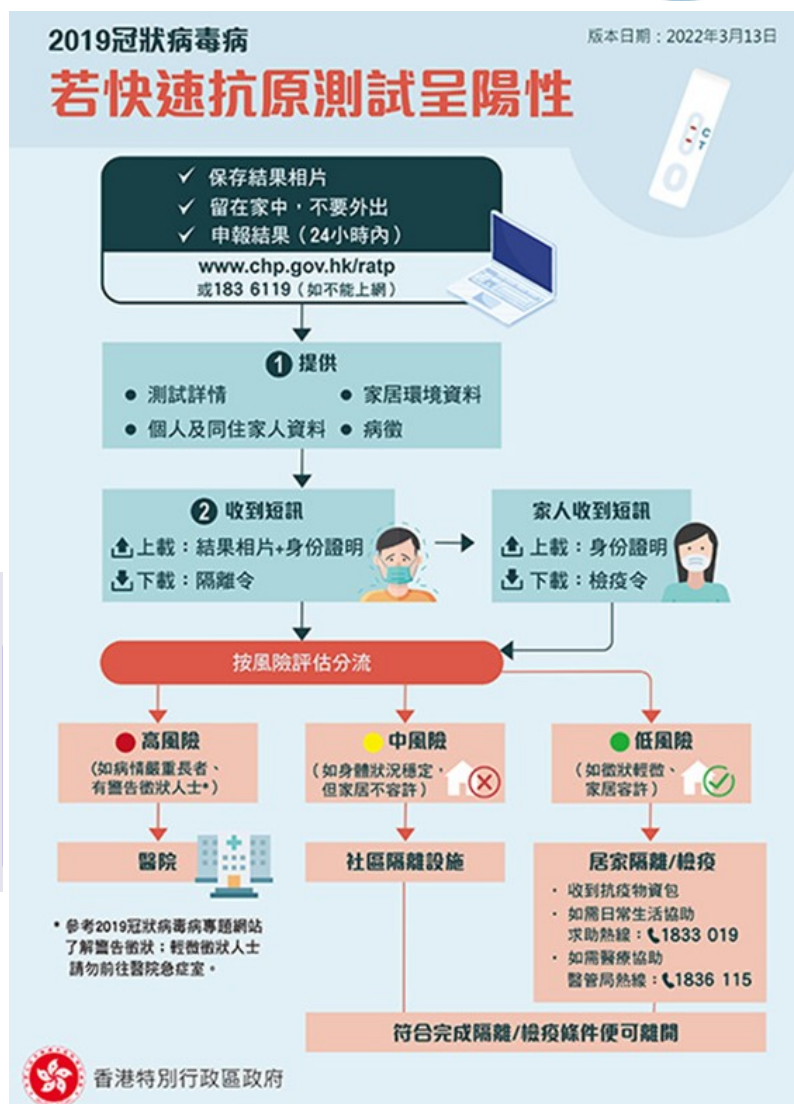 2019冠狀病毒病
版本日期：2022年3月13日
若快速抗原測試呈陽性
C
T
✓ 保存結果相片
✓ 留在家中，不要外出
✓ 申報結果（24小時內）
www.chp.gov.hk/ratp
或183 6119（如不能上網）
1 提供
● 測試詳情
● 家居環境資料
● 個人及同住家人資料
● 病徵
2 收到短訊
上載：結果相片+身份證明
下載：隔離令
家人收到短訊
上載：身份證明
下載：檢疫令
按風險評估分流
高風險
(如病情嚴重長者、
有警告徵狀人士*）
醫院
* 參考2019冠狀病毒病專題網站
了解警告徵狀；輕微徵狀人士
請勿前往醫院急症室。
中風險
（如身體狀況穩定，
但家居不容許）
社區隔離設施
低風險
（如徵狀輕微、
家居容許）
居家隔離/檢疫
· 收到抗疫物資包
· 如需日常生活協助
求助熱線：1833 019
· 如需醫療協助
醫管局熱線：1836 115
符合完成隔離/檢疫條件便可離開
香港特別行政區政府